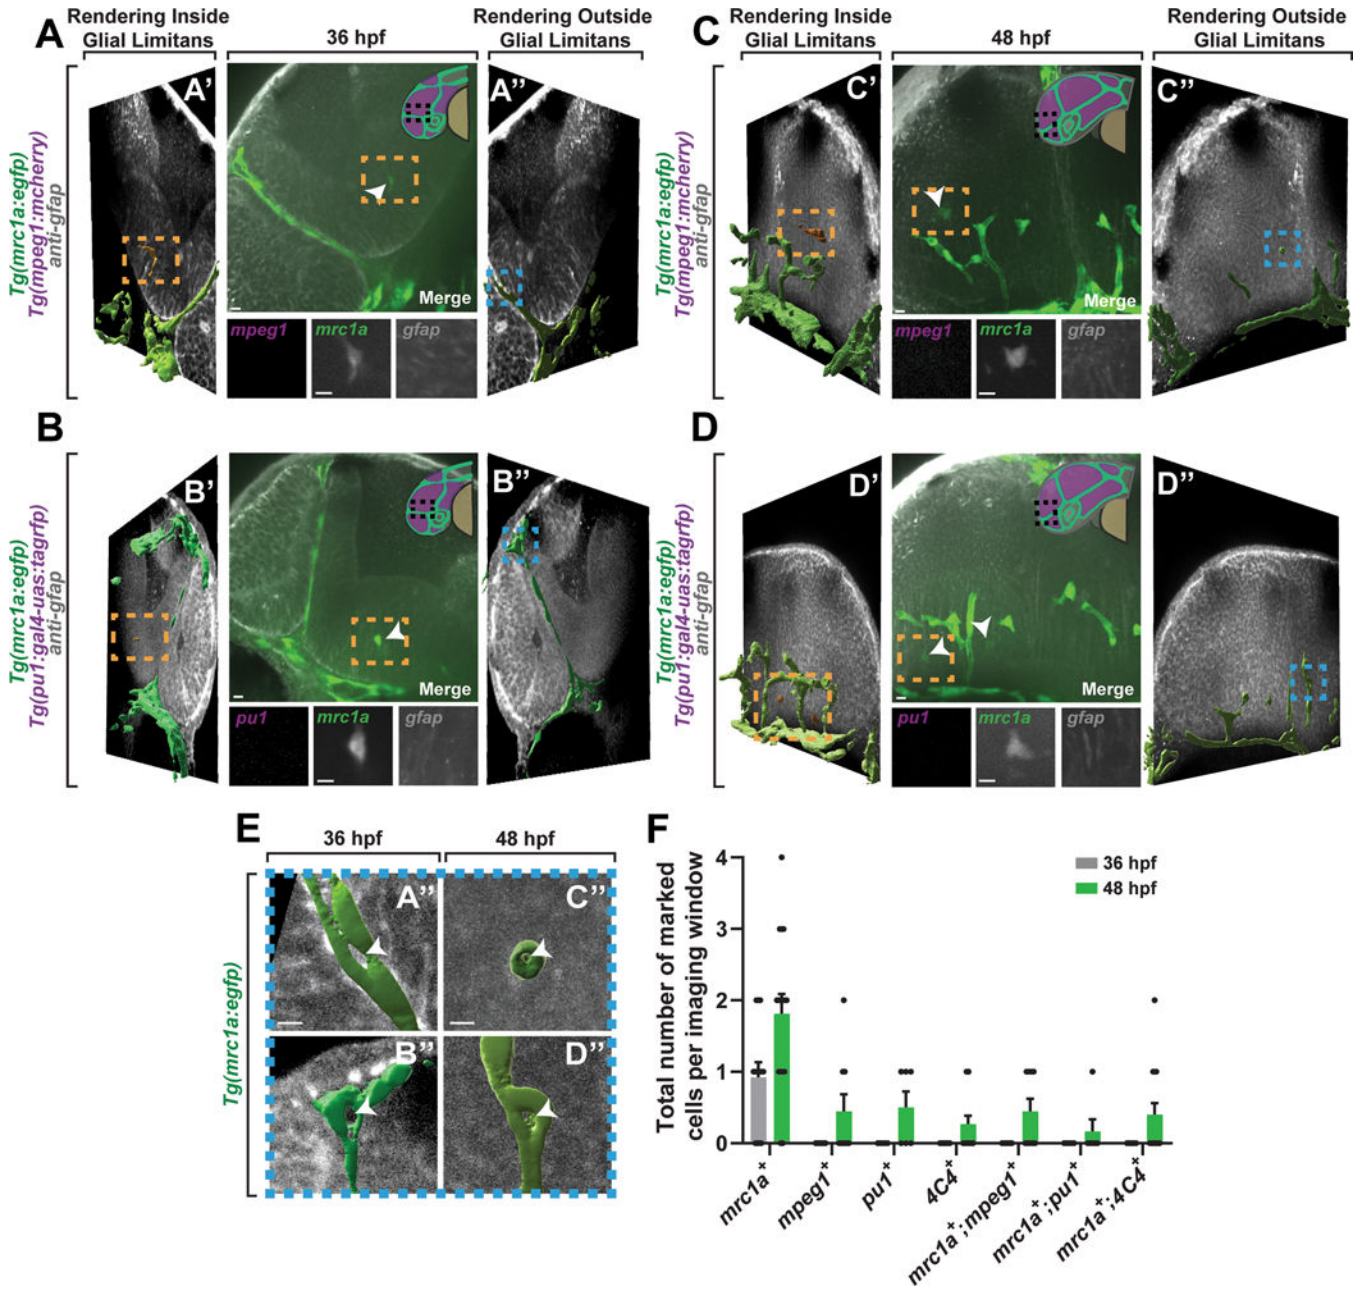 A
Rendering Inside
Glial Limitans
36 hpf
Rendering Outside
Glial Limitans
Tg(mrc1a:egfp)
Tg(mpeg1:mcherry)
anti-gfap
A’
A”
Merge
mpeg1
mrc1a
gfap
C
Rendering Inside
Glial Limitans
48 hpf
Rendering Outside
Glial Limitans
Tg(mrc1a:egfp)
Tg(mpeg1:mcherry)
anti-gfap
C’
C”
Merge
mpeg1
mrc1a
gfap
B
Tg(mrc1a:egfp)
Tg(pu1:gal4-uas:tagrfp)
anti-gfap
B’
B”
Merge
pu1
mrc1a
gfap
D
Tg(mrc1a:egfp)
Tg(pu1:gal4-uas:tagrfp)
anti-gfap
D’
D”
Merge
pu1
mrc1a
gfap
E
36 hpf
48 hpf
Tg(mrc1a:egfp)
A”
C”
B”
D”
F
Total number of marked
cells per imaging window
4
3
2
1
0
36 hpf
48 hpf
mrc1a+
mpeg1+
pu1+
4C4+
mrc1a+;mpeg1+
mrc1a+;pu1+
mrc1a+;4C4+